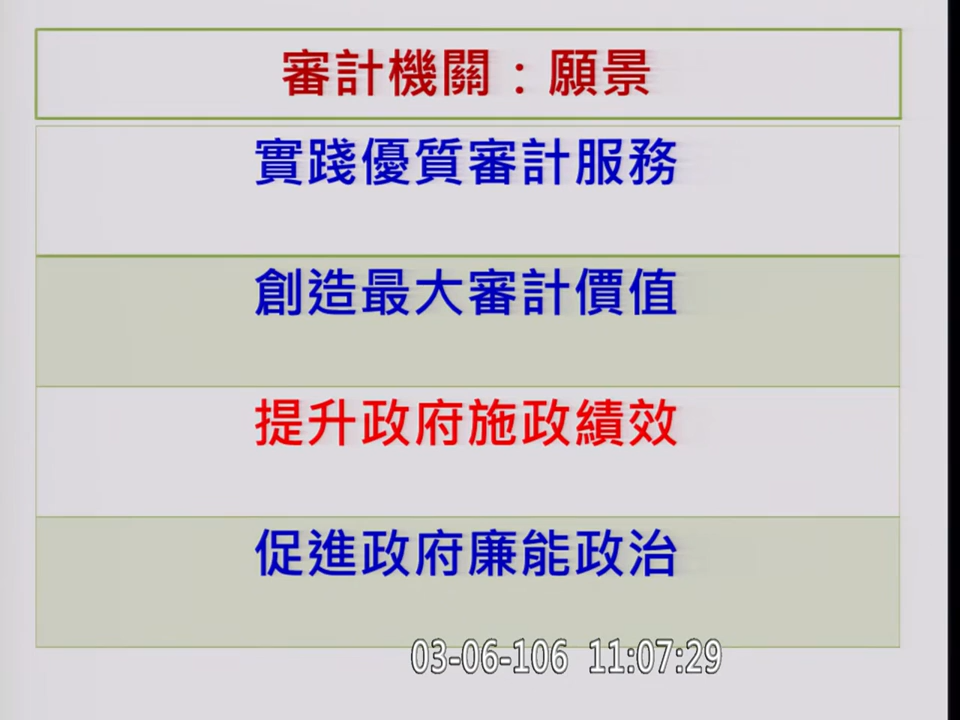 審計機關：願景
實踐優質審計服務
創造最大審計價值
提升政府施政績效
促進政府廉能政治
03-06-106 11:07:29